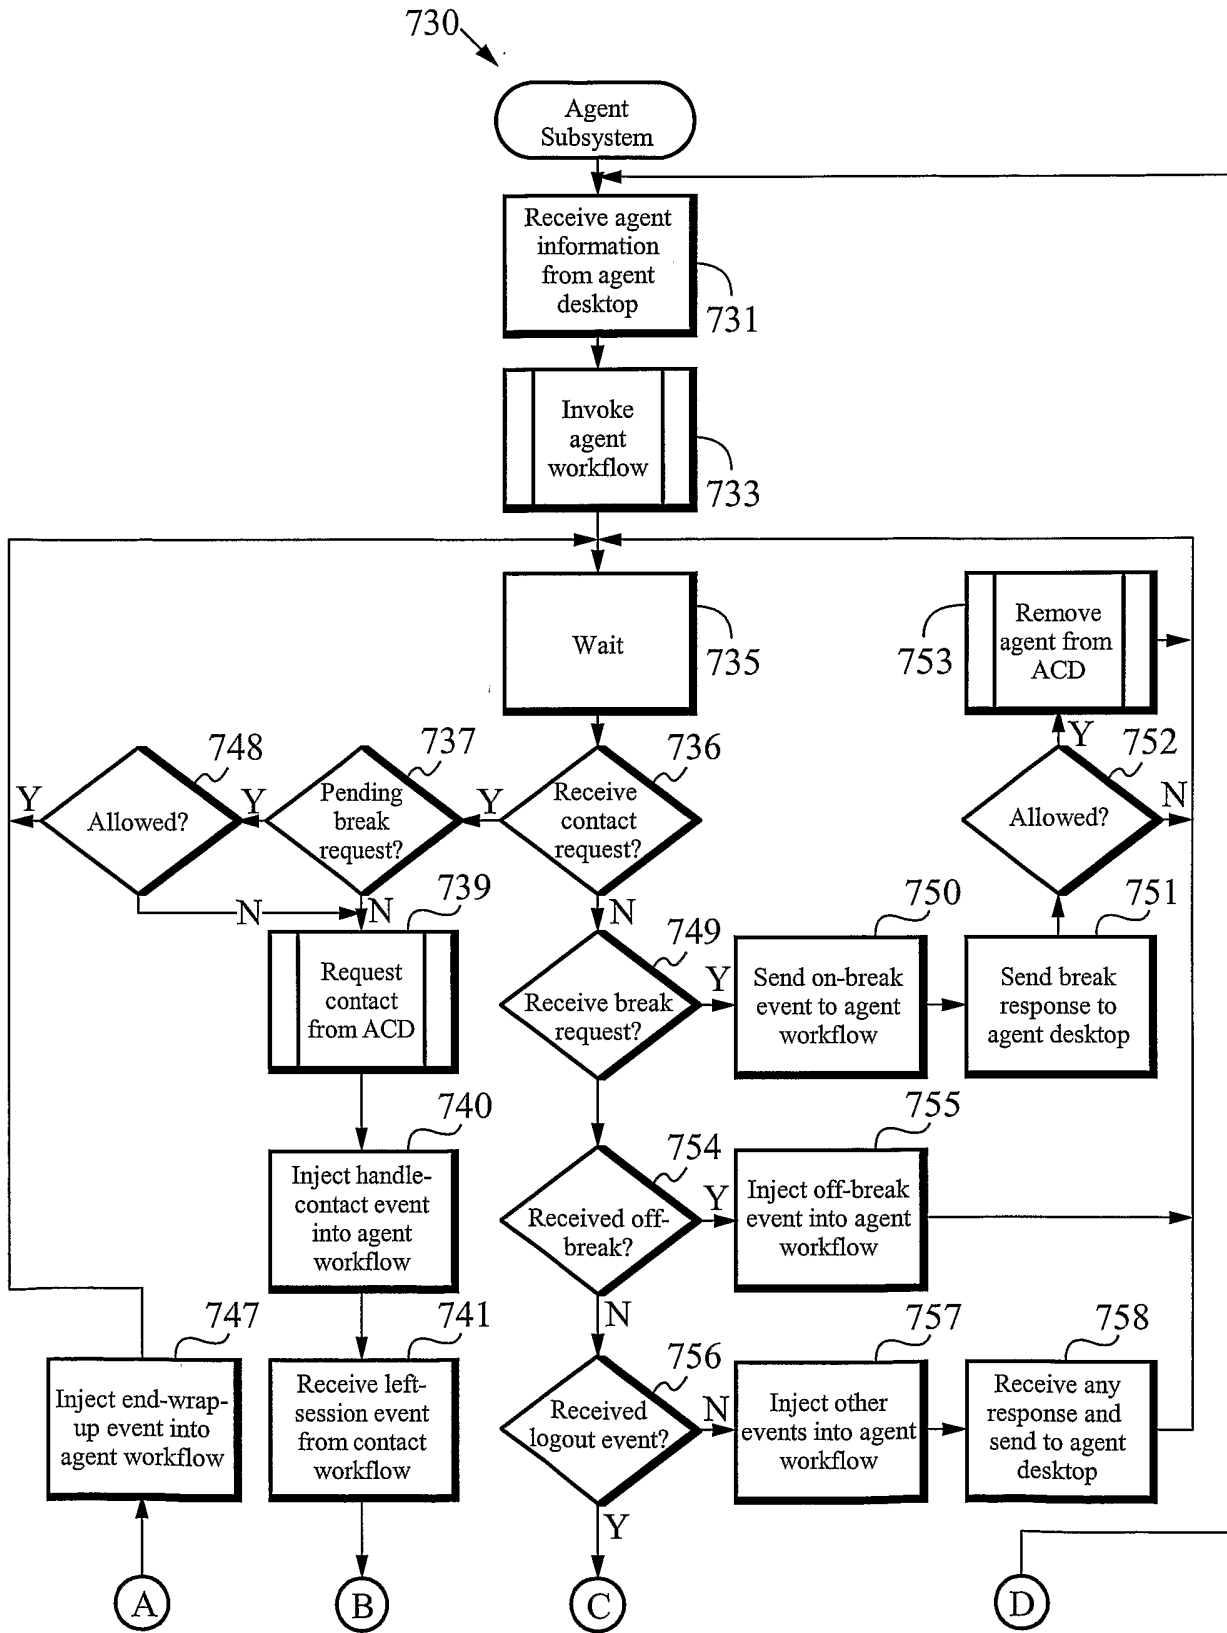 730
Agent
Subsystem
Receive agent
information
from agent
desktop
731
Invoke
agent
workflow
733
Wait
735
Remove
agent from
ACD
753
748
Allowed?
Y
737
Pending
break
request?
Y
N
N
736
Receive
contact
request?
Y
N
752
Allowed?
Y
N
739
Request
contact
from ACD
749
Receive break
request?
Y
750
Send on-break
event to agent
workflow
751
Send break
response to
agent desktop
740
Inject handle-
contact event
into agent
workflow
754
Received off-
break?
Y
N
755
Inject off-break
event into agent
workflow
747
Inject end-wrap-
up event into
agent workflow
741
Receive left-
session event
from contact
workflow
756
Received
logout event?
N
Y
757
Inject other
events into agent
workflow
758
Receive any
response and
send to agent
desktop
A
B
C
D